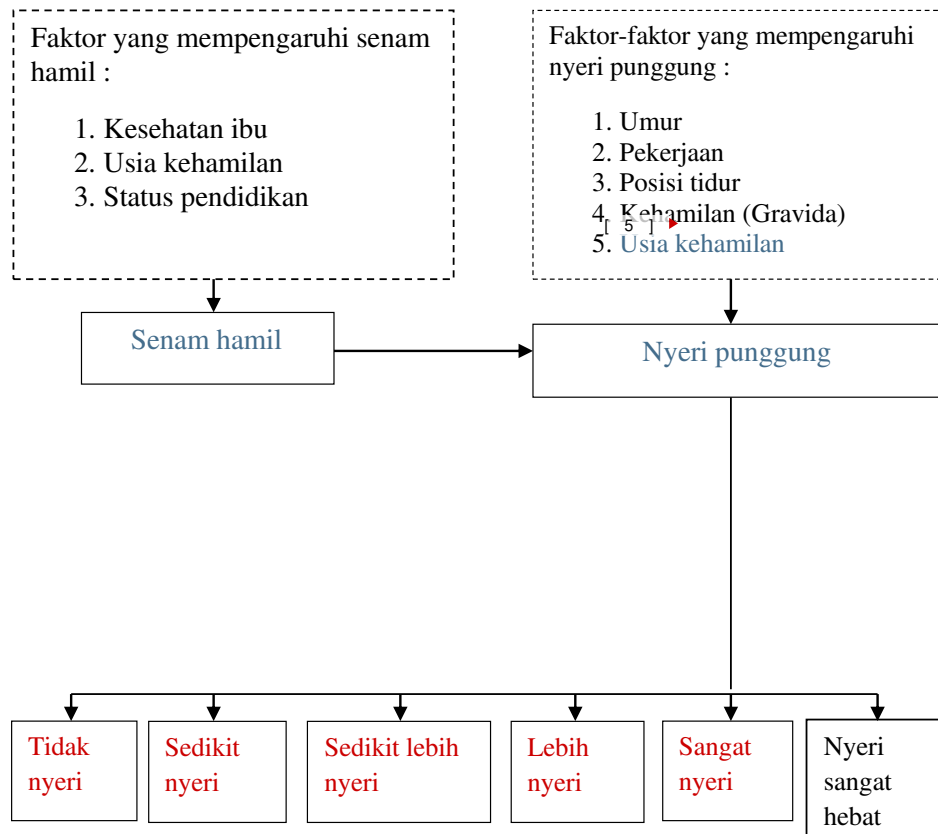 Faktor yang mempengaruhi senam
hamil :
1. Kesehatan ibu
2. Usia kehamilan
3. Status pendidikan
Faktor-faktor yang mempengaruhi
nyeri punggung :
1. Umur
2. Pekerjaan
3. Posisi tidur
4. Kehamilan (Gravida)
[ 5 ]
5. Usia kehamilan
Senam hamil
Nyeri punggung
Tidak
nyeri
Sedikit
nyeri
Sedikit lebih
nyeri
Lebih
nyeri
Sangat
nyeri
Nyeri
sangat
hebat